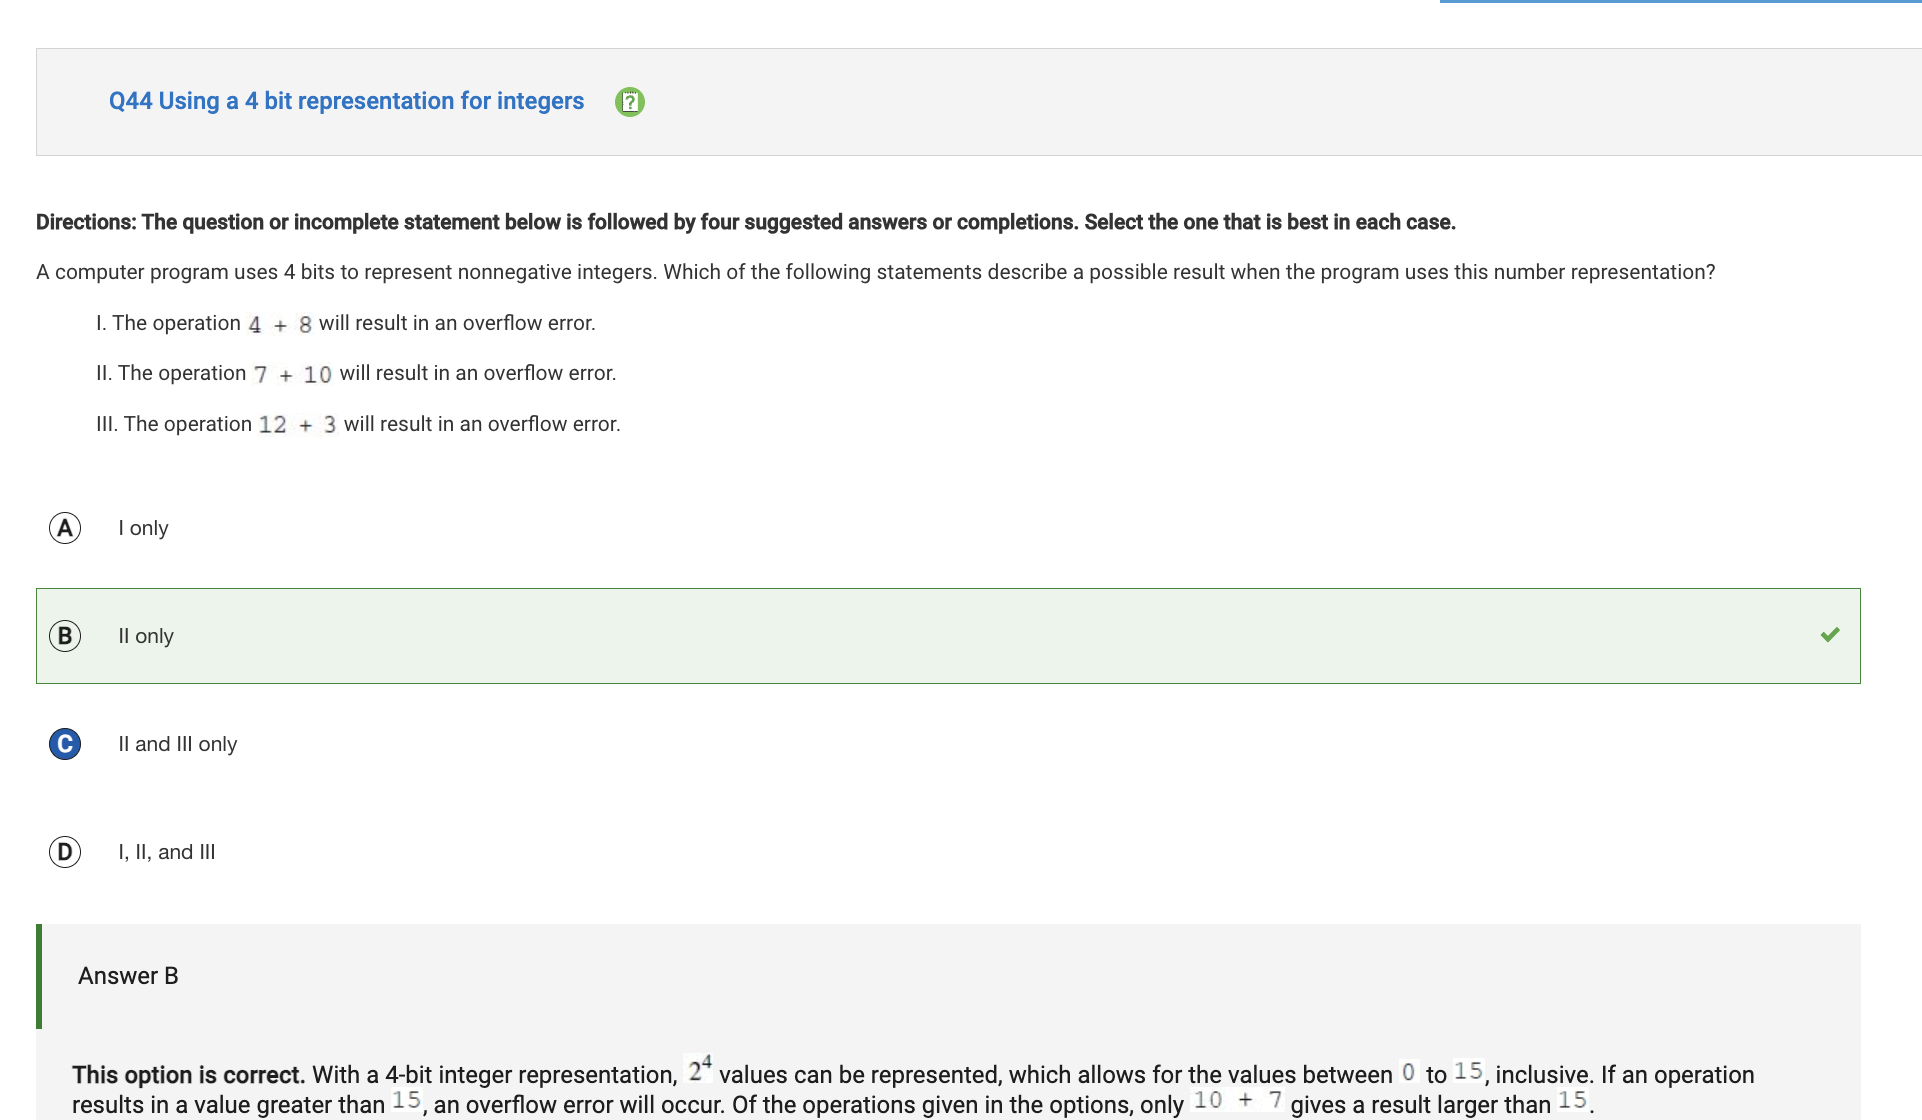 Q44 Using a 4 bit representation for integers
Directions: The question or incomplete statement below is followed by four suggested answers or completions. Select the one that is best in each case.
A computer program uses 4 bits to represent nonnegative integers. Which of the following statements describe a possible result when the program uses this number representation?
I. The operation 4 + 8 will result in an overflow error.
II. The operation 7 + 10 will result in an overflow error.
III. The operation 12 + 3 will result in an overflow error.
A I only
B II only
C II and III only
D I, II, and III
Answer B
This option is correct. With a 4-bit integer representation, 2⁴ values can be represented, which allows for the values between 0 to 15, inclusive. If an operation
results in a value greater than 15, an overflow error will occur. Of the operations given in the options, only 10 + 7 gives a result larger than 15.